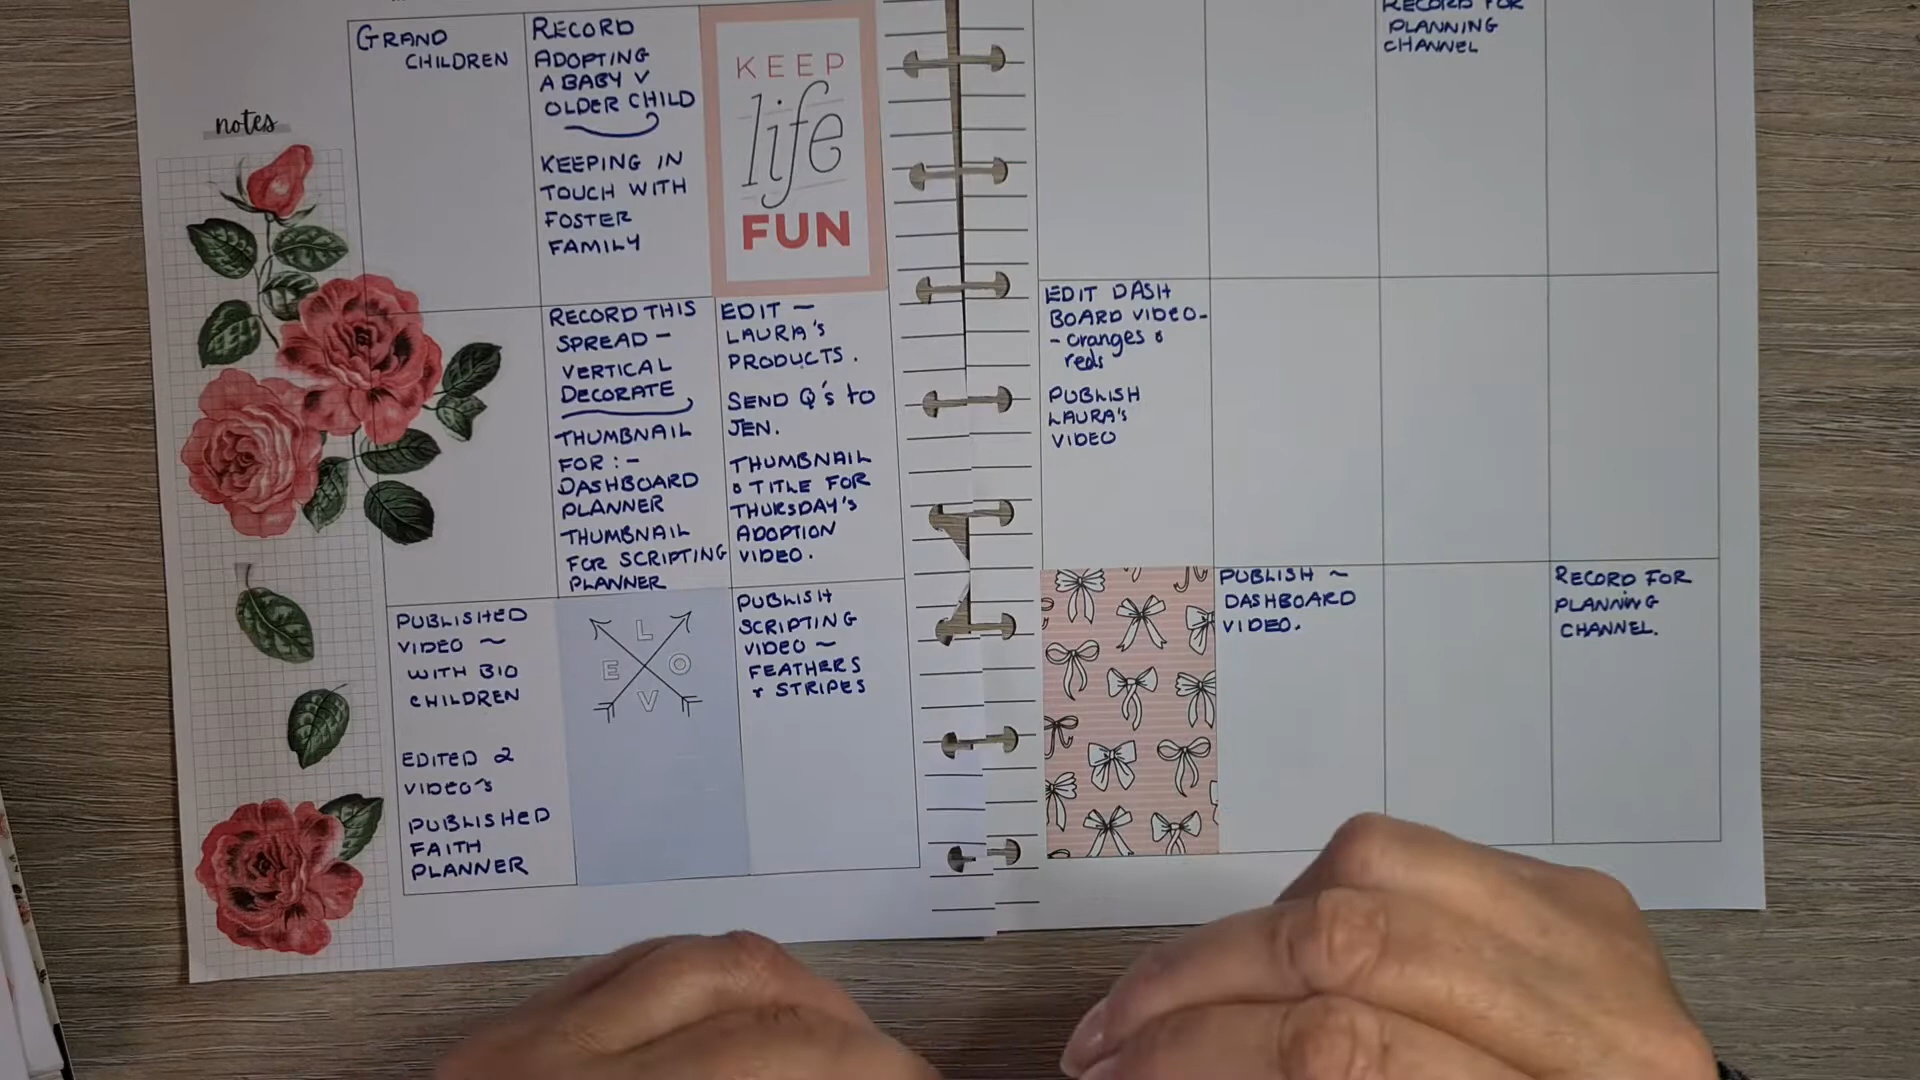 notes
GRAND
CHILDREN
RECORD
ADOPTING
A BABY V
OLDER CHILD
KEEPING IN
TOUCH WITH
FOSTER
FAMILY
KEEP
life
FUN
RECORD THIS
SPREAD -
VERTICAL
DECORATE
THUMBNAIL
FOR :-
DASHBOARD
PLANNER
THUMBNAIL
FOR SCRIPTING
PLANNER
EDIT -
LAURA'S
PRODUCTS.
SEND Q'S TO
JEN.
THUMBNAIL
& TITLE FOR
THURSDAY'S
ADOPTION
VIDEO.
PUBLISHED
VIDEO ~
WITH BIO
CHILDREN
EDITED 2
VIDEO'S
PUBLISHED
FAITH
PLANNER
L
E O
V
PUBLISH
SCRIPTING
VIDEO ~
FEATHERS
+ STRIPES
RECORD FOR
PLANNING
CHANNEL
EDIT DASH
BOARD VIDEO-
- oranges &
reds
PUBLISH
LAURA'S
VIDEO
PUBLISH ~
DASHBOARD
VIDEO.
RECORD FOR
PLANNING
CHANNEL.